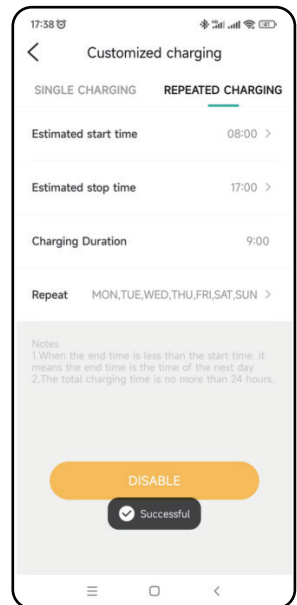 17:38
Customized charging
SINGLE CHARGING REPEATED CHARGING
Estimated start time 08:00 >
Estimated stop time 17:00 >
Charging Duration 9:00
Repeat MON,TUE,WED,THU,FRI,SAT,SUN >
Notes
1.When the end time is less than the start time. it
means the end time is the time of the next day
2.The total charging time is no more than 24 hours.
DISABLE
Successful